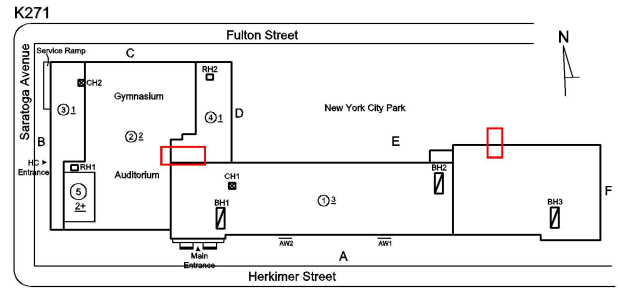 K271
Fulton Street
Saratoga Avenue
Service Ramp
C
N
CH2
RH2
Gymnasium
3 1
4 1
D
New York City Park
B
2 2
E
HC
Entrance
RH1
Auditorium
BH2
CH1
5
2+
BH1
1 3
BH3
F
AW2
AW1
Main
Entrance
A
Herkimer Street